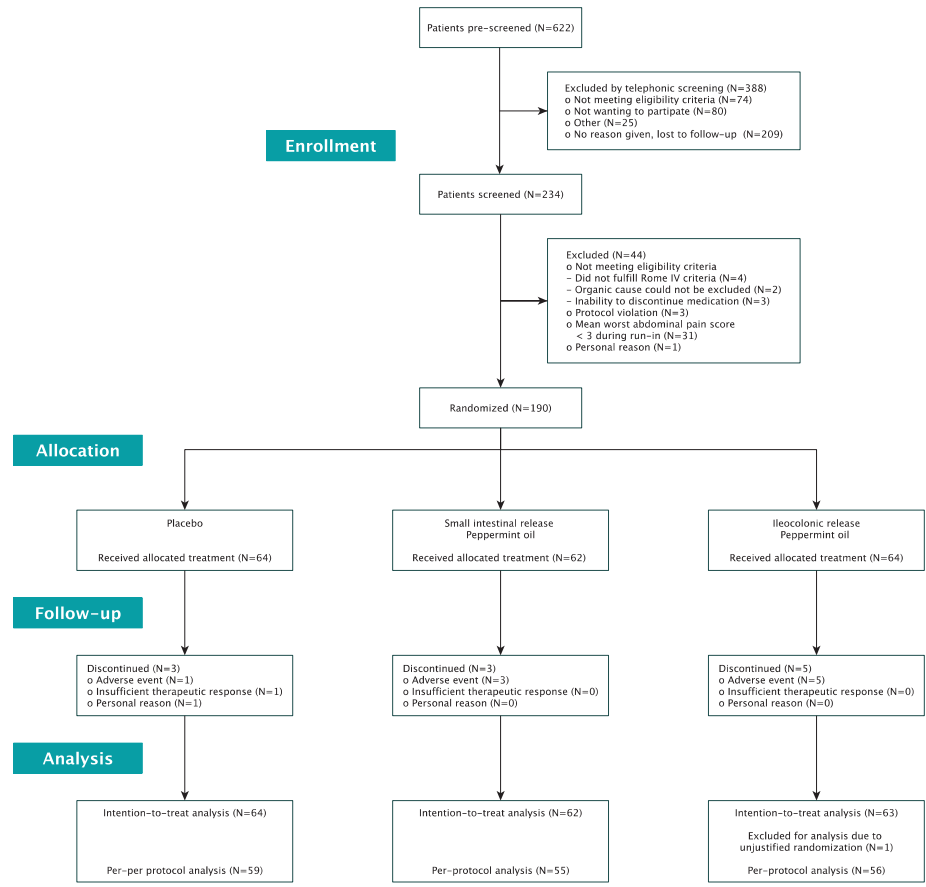 Patients pre-screened (N=622)
Excluded by telephonic screening (N=388)
o Not meeting eligibility criteria (N=74)
o Not wanting to partipate (N=80)
o Other (N=25)
o No reason given, lost to follow-up (N=209)
Enrollment
Patients screened (N=234)
Excluded (N=44)
o Not meeting eligibility criteria
- Did not fulfill Rome IV criteria (N=4)
- Organic cause could not be excluded (N=2)
- Inability to discontinue medication (N=3)
o Protocol violation (N=3)
o Mean worst abdominal pain score
< 3 during run-in (N=31)
o Personal reason (N=1)
Randomized (N=190)
Allocation
Placebo
Received allocated treatment (N=64)
Small intestinal release
Peppermint oil
Received allocated treatment (N=62)
Ileocolonic release
Peppermint oil
Received allocated treatment (N=64)
Follow-up
Discontinued (N=3)
o Adverse event (N=1)
o Insufficient therapeutic response (N=1)
o Personal reason (N=1)
Discontinued (N=3)
o Adverse event (N=3)
o Insufficient therapeutic response (N=0)
o Personal reason (N=0)
Discontinued (N=5)
o Adverse event (N=5)
o Insufficient therapeutic response (N=0)
o Personal reason (N=0)
Analysis
Intention-to-treat analysis (N=64)
Per-per protocol analysis (N=59)
Intention-to-treat analysis (N=62)
Per-protocol analysis (N=55)
Intention-to-treat analysis (N=63)
Excluded for analysis due to
unjustified randomization (N=1)
Per-protocol analysis (N=56)